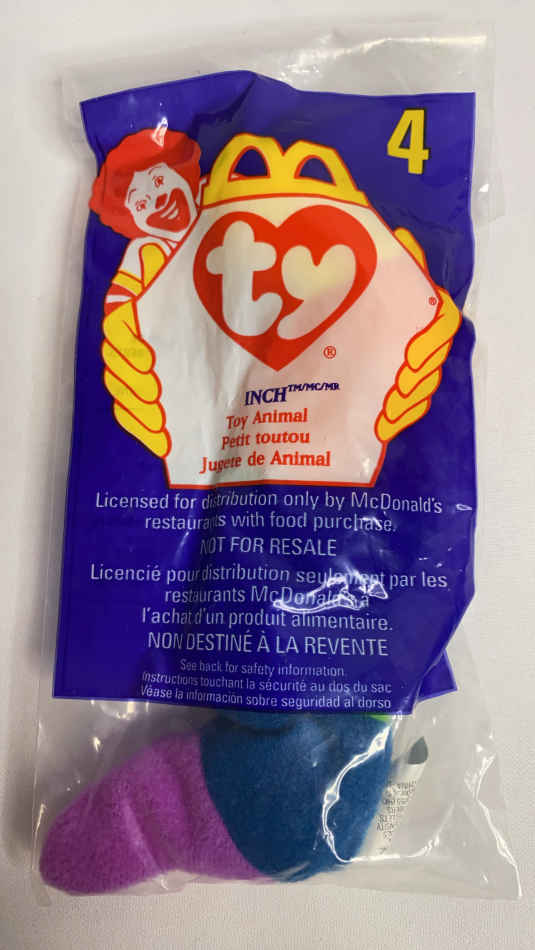 4
ty
®
®
INCH™/MC/MR
Toy Animal
Petit toutou
Jugete de Animal
Licensed for distribution only by McDonald's
restaurants with food purchase.
NOT FOR RESALE
Licencié pour distribution seulement par les
restaurants McDonald's à
l'achat d'un produit alimentaire.
NON DESTINÉ À LA REVENTE
See back for safety information.
Instructions touchant la sécurité au dos du sac
Véase la información sobre seguridad al dorso